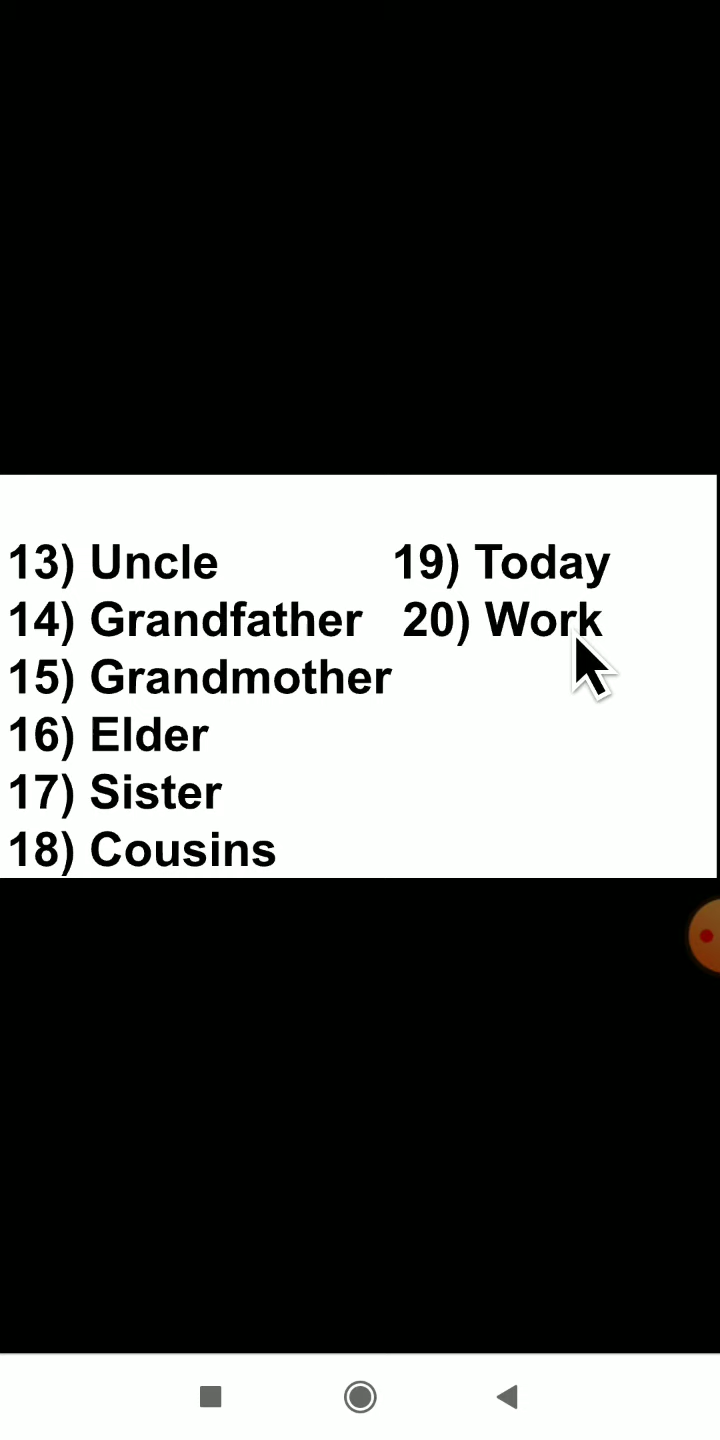 13) Uncle
14) Grandfather
15) Grandmother
16) Elder
17) Sister
18) Cousins
19) Today
20) Work